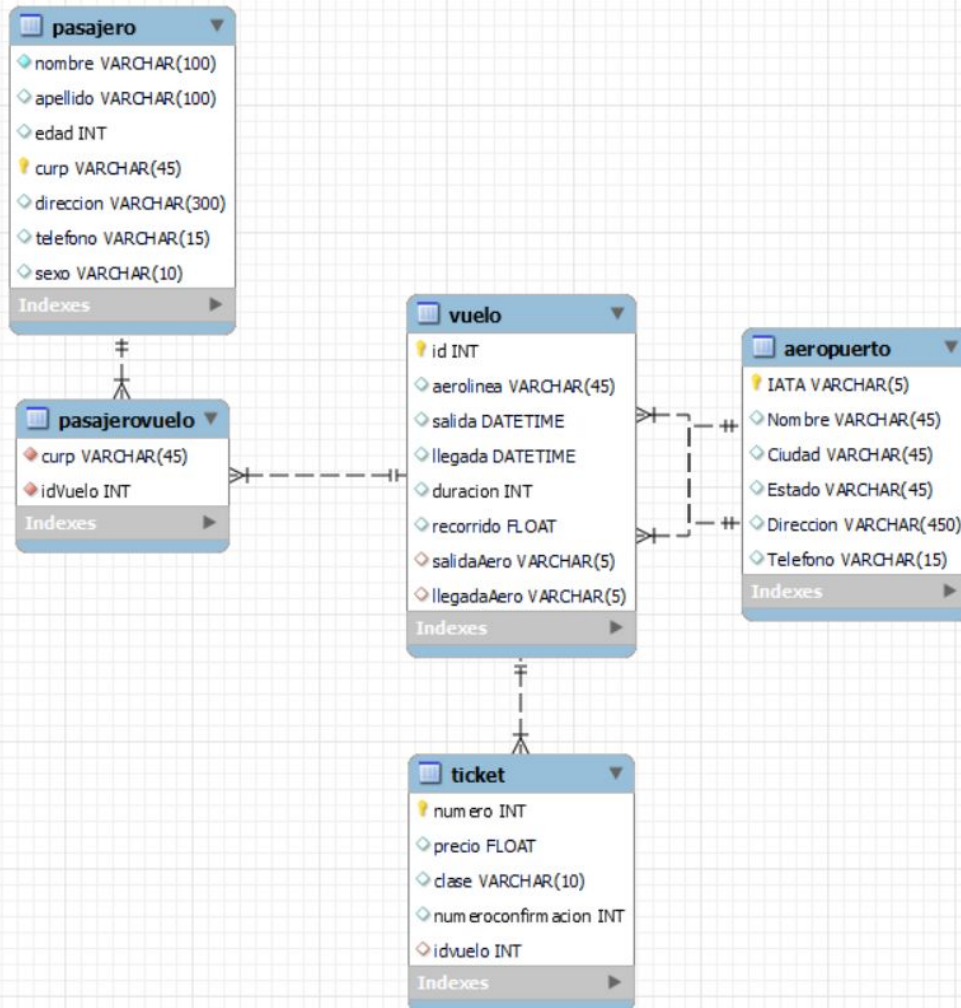 pasajero
nombre VARCHAR(100)
apellido VARCHAR(100)
edad INT
curp VARCHAR(45)
direccion VARCHAR(300)
telefono VARCHAR(15)
sexo VARCHAR(10)
Indexes
pasajerovuelo
curp VARCHAR(45)
idVuelo INT
Indexes
vuelo
id INT
aerolinea VARCHAR(45)
salida DATETIME
llegada DATETIME
duracion INT
recorrido FLOAT
salidaAero VARCHAR(5)
llegadaAero VARCHAR(5)
Indexes
aeropuerto
IATA VARCHAR(5)
Nombre VARCHAR(45)
Ciudad VARCHAR(45)
Estado VARCHAR(45)
Direccion VARCHAR(450)
Telefono VARCHAR(15)
Indexes
ticket
numero INT
precio FLOAT
clase VARCHAR(10)
numeroconfirmacion INT
idvuelo INT
Indexes